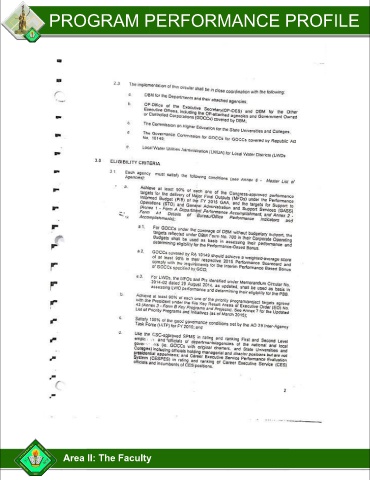 PROGRAM PERFORMANCE PROFILE
2.3 The implementation of this circular shall be in close coordination with the following:
a. DBM for the Departments and their attached agencies.
b. OP-Office of the Executive Secretary(OP-OES) and DBM for the Other
Executive Offices, including the OP-attached agencies and Government Owned
or Controlled Corporations (GOCCs) covered by DBM;
c. The Commission on Higher Education for the State Universities and Colleges;
d. The Governance Commission for GOCCs for GOCCs covered by Republic Act
No. 10149;
e. Local Water Utilities Administration (LWUA) for Local Water Districts (LWDs
3.0 ELIGIBILITY CRITERIA
3.1 Each agency must satisfy the following conditions (see Annex 8 - Master List of
Agencies):
a. Achieve at least 90% of each one of the Congress-approved performance
targets for the delivery of Major Final Outputs (MFOs) under the Performance
Informed Budget (PIB) of the FY 2015 GAA, and the targets for Support to
Operations (STO) and General Administration and Support Services (GASS)
(Annex 1 - Form A Department Performance Accomplishment, and Annex 2 -
Form A1 Details of Bureau/Office Performance Indicators and
Accomplishments);
a.1. For GOCCs under the coverage of DBM without budgetary support, the
targets reflected under DBM Form No. 700 in their Corporate Operating
Budgets shall be used as basis in assessing their performance and
determining eligibility for the Performance-Based Bonus.
a.2. GOCCs covered by RA 10149 should achieve a weighted-average score
of at least 90% in their respective 2015 Performance Scorecard and
comply with the requirements for the Interim Performance Based Bonus
of GOCCs specified by GCG;
a.3. For LWDs, the MFOs and PIs identified under Memorandum Circular No.
2014-02 dated 29 August 2014, as updated, shall be used as basis in
assessing LWD performance and determining their eligibility for the PBB.
b. Achieve at least 90% of each one of the priority program/project targets agreed
with the President under the five Key Result Areas of Executive Order (EO) No.
43 (Annex 3 - Form B Key Programs and Projects). See Annex 7 for the Updated
List of Priority Programs and Initiatives (as of March 2015);
c. Satisfy 100% of the good governance conditions set by the AO 25 Inter-Agency
Task Force (IATF) for FY 2015; and
Use the CSC-approved SPMS in rating and ranking First and Second Level
and officials of departments/agencies of the national and local
GOCCs with original charters, and State Universities and
Colleges) including officials holding managerial and director positions but are not
presidential appointees; and Career Executive Service Performance Evaluation
System (CESPES) in rating and ranking of Career Executive Service (CES)
officials and incumbents of CES positions.
2
Area II: The Faculty